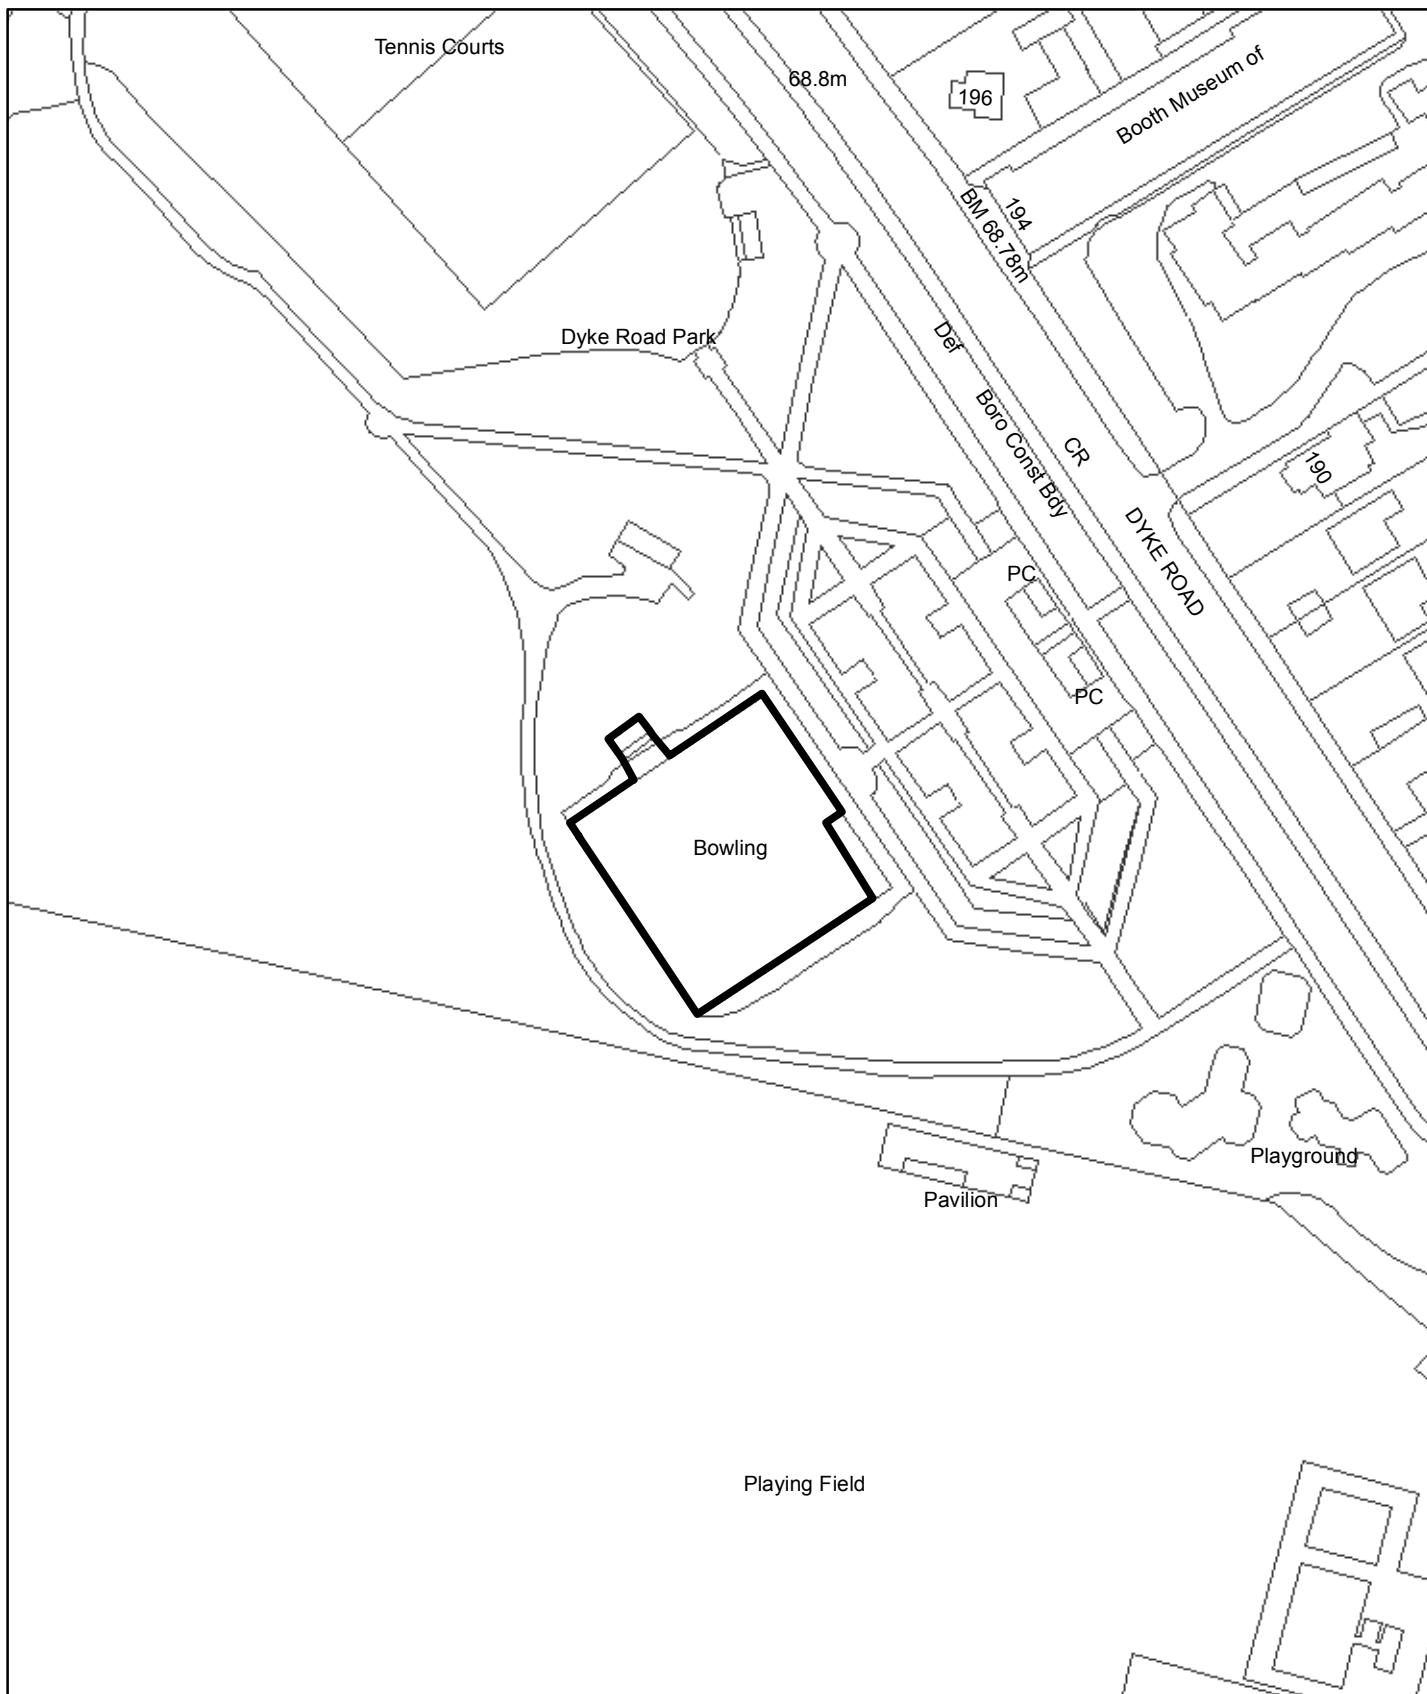 Tennis Courts
68.8m
196
Booth Museum of
194
BM 68.78m
Dyke Road Park
Def
Boro Const Bdy
CR
190
DYKE ROAD
PC
PC
Bowling
Playground
Pavilion
Playing Field